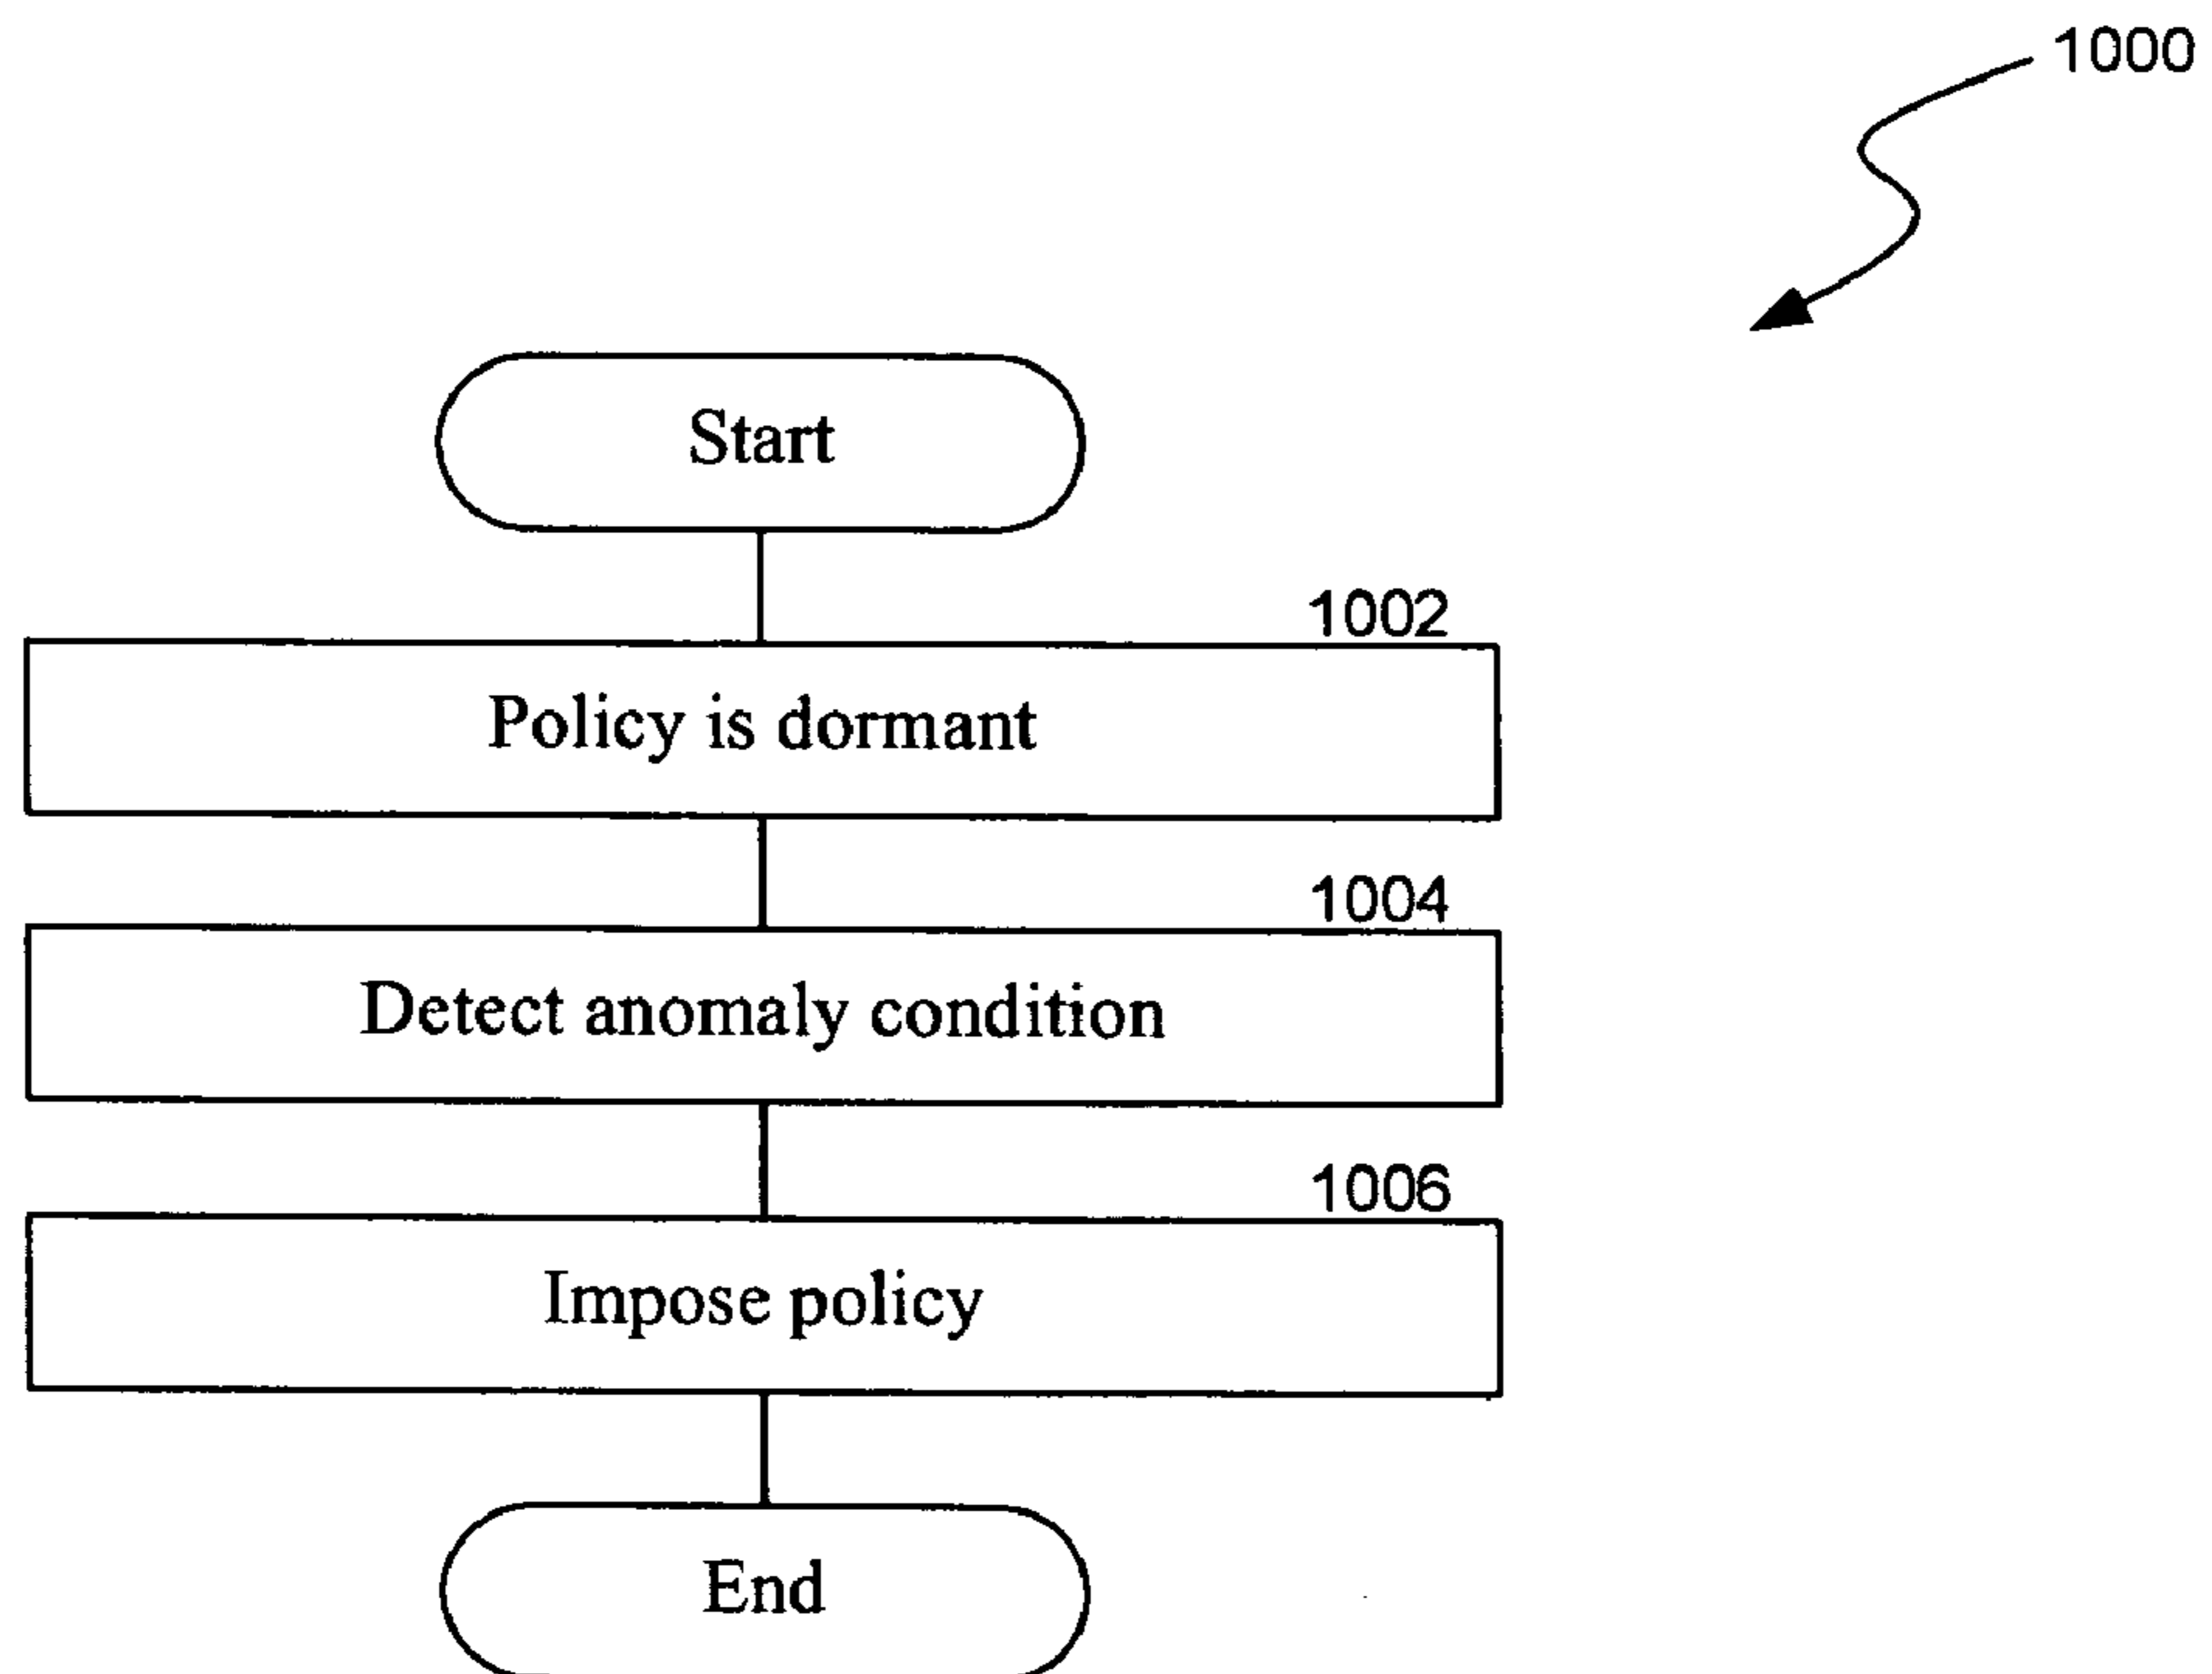 1000
Start
1002
Policy is dormant
1004
Detect anomaly condition
1006
Impose policy
End